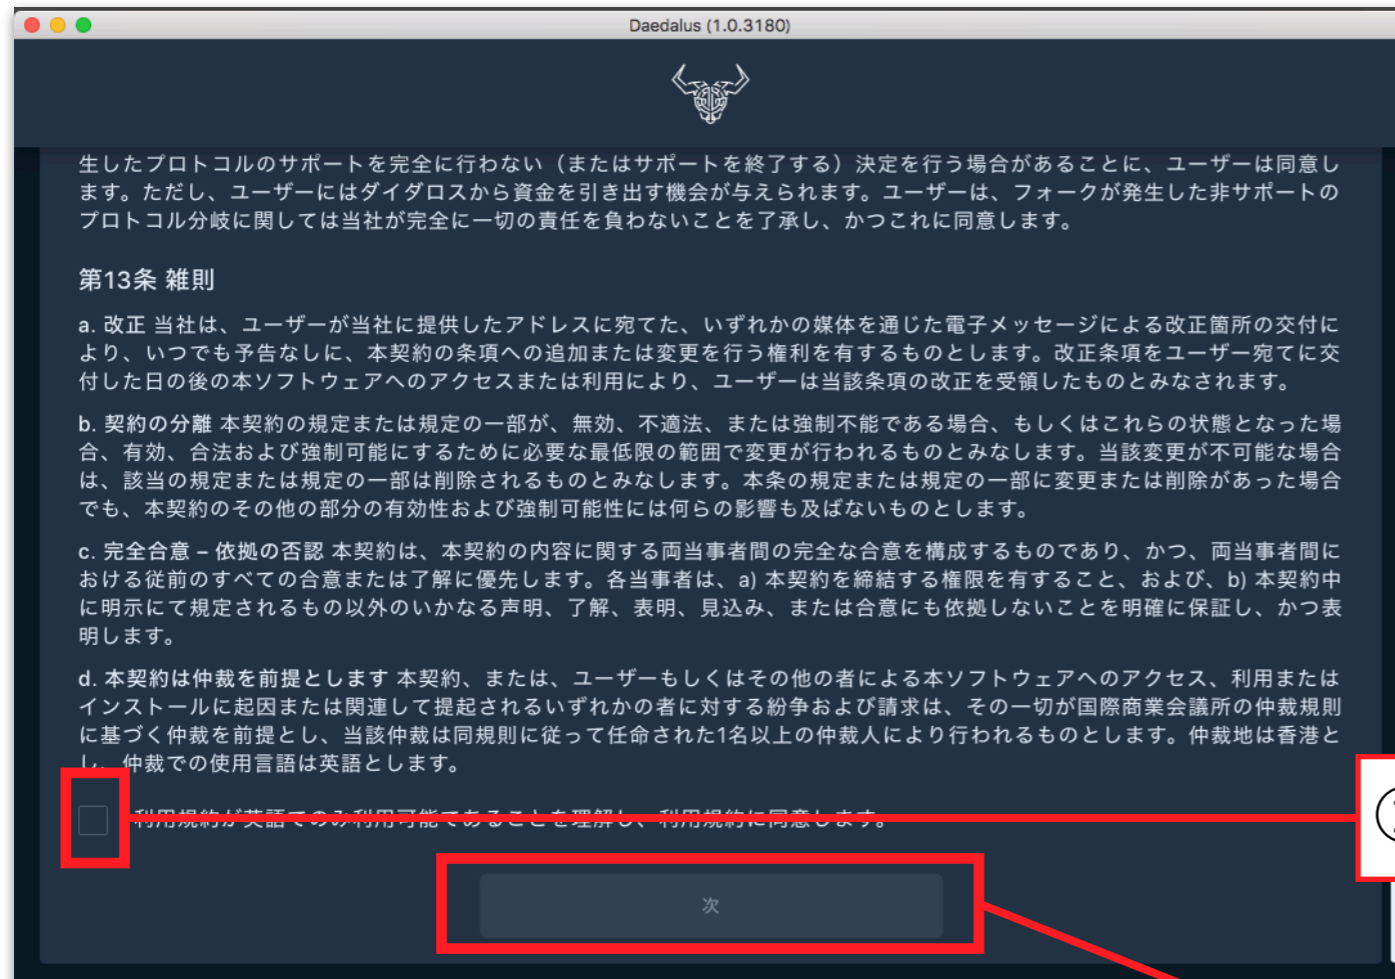 Daedalus (1.0.3180)
生したプロトコルのサポートを完全に行わない（またはサポートを終了する）決定を行う場合があることに、ユーザーは同意し
ます。ただし、ユーザーにはダイダロスから資金を引き出す機会が与えられます。ユーザーは、フォークが発生した非サポートの
プロトコル分岐に関しては当社が完全に一切の責任を負わないことを了承し、かつこれに同意します。
第13条 雑則
a. 改正 当社は、ユーザーが当社に提供したアドレスに宛てた、いずれかの媒体を通じた電子メッセージによる改正箇所の交付に
より、いつでも予告なしに、本契約の条項への追加または変更を行う権利を有するものとします。改正条項をユーザー宛てに交
付した日の後の本ソフトウェアへのアクセスまたは利用により、ユーザーは当該条項の改正を受領したものとみなされます。
b. 契約の分離 本契約の規定または規定の一部が、無効、不適法、または強制不能である場合、もしくはこれらの状態となった場
合、有効、合法および強制可能にするために必要な最低限の範囲で変更が行われるものとみなします。当該変更が不可能な場合
は、該当の規定または規定の一部は削除されるものとみなします。本条の規定または規定の一部に変更または削除があった場合
でも、本契約のその他の部分の有効性および強制可能性には何らの影響も及ばないものとします。
c. 完全合意 – 依拠の否認 本契約は、本契約の内容に関する両当事者間の完全な合意を構成するものであり、かつ、両当事者間に
おける従前のすべての合意または了解に優先します。各当事者は、a) 本契約を締結する権限を有すること、および、b) 本契約中
に明示にて規定されるもの以外のいかなる声明、了解、表明、見込み、または合意にも依拠しないことを明確に保証し、かつ表
明します。
d. 本契約は仲裁を前提とします 本契約、または、ユーザーもしくはその他の者による本ソフトウェアへのアクセス、利用または
インストールに起因または関連して提起されるいずれかの者に対する紛争および請求は、その一切が国際商業会議所の仲裁規則
に基づく仲裁を前提とし、当該仲裁は同規則に従って任命された1名以上の仲裁人により行われるものとします。仲裁地は香港と
し、仲裁での使用言語は英語とします。
利用規約が英語でのみ利用可能であることを理解し、利用規約に同意します。
次